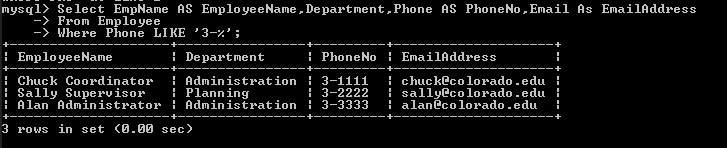 mysql> Select EmpName AS EmployeeName,Department,Phone AS PhoneNo,Email As EmailAddress
    -> From Employee
    -> Where Phone LIKE '3-%';
+--------------------+----------------+---------+--------------------+
| EmployeeName       | Department     | PhoneNo | EmailAddress       |
+--------------------+----------------+---------+--------------------+
| Chuck Coordinator  | Administration | 3-1111  | chuck@colorado.edu |
| Sally Supervisor   | Planning       | 3-2222  | sally@colorado.edu |
| Alan Administrator | Administration | 3-3333  | alan@colorado.edu  |
+--------------------+----------------+---------+--------------------+
3 rows in set (0.00 sec)